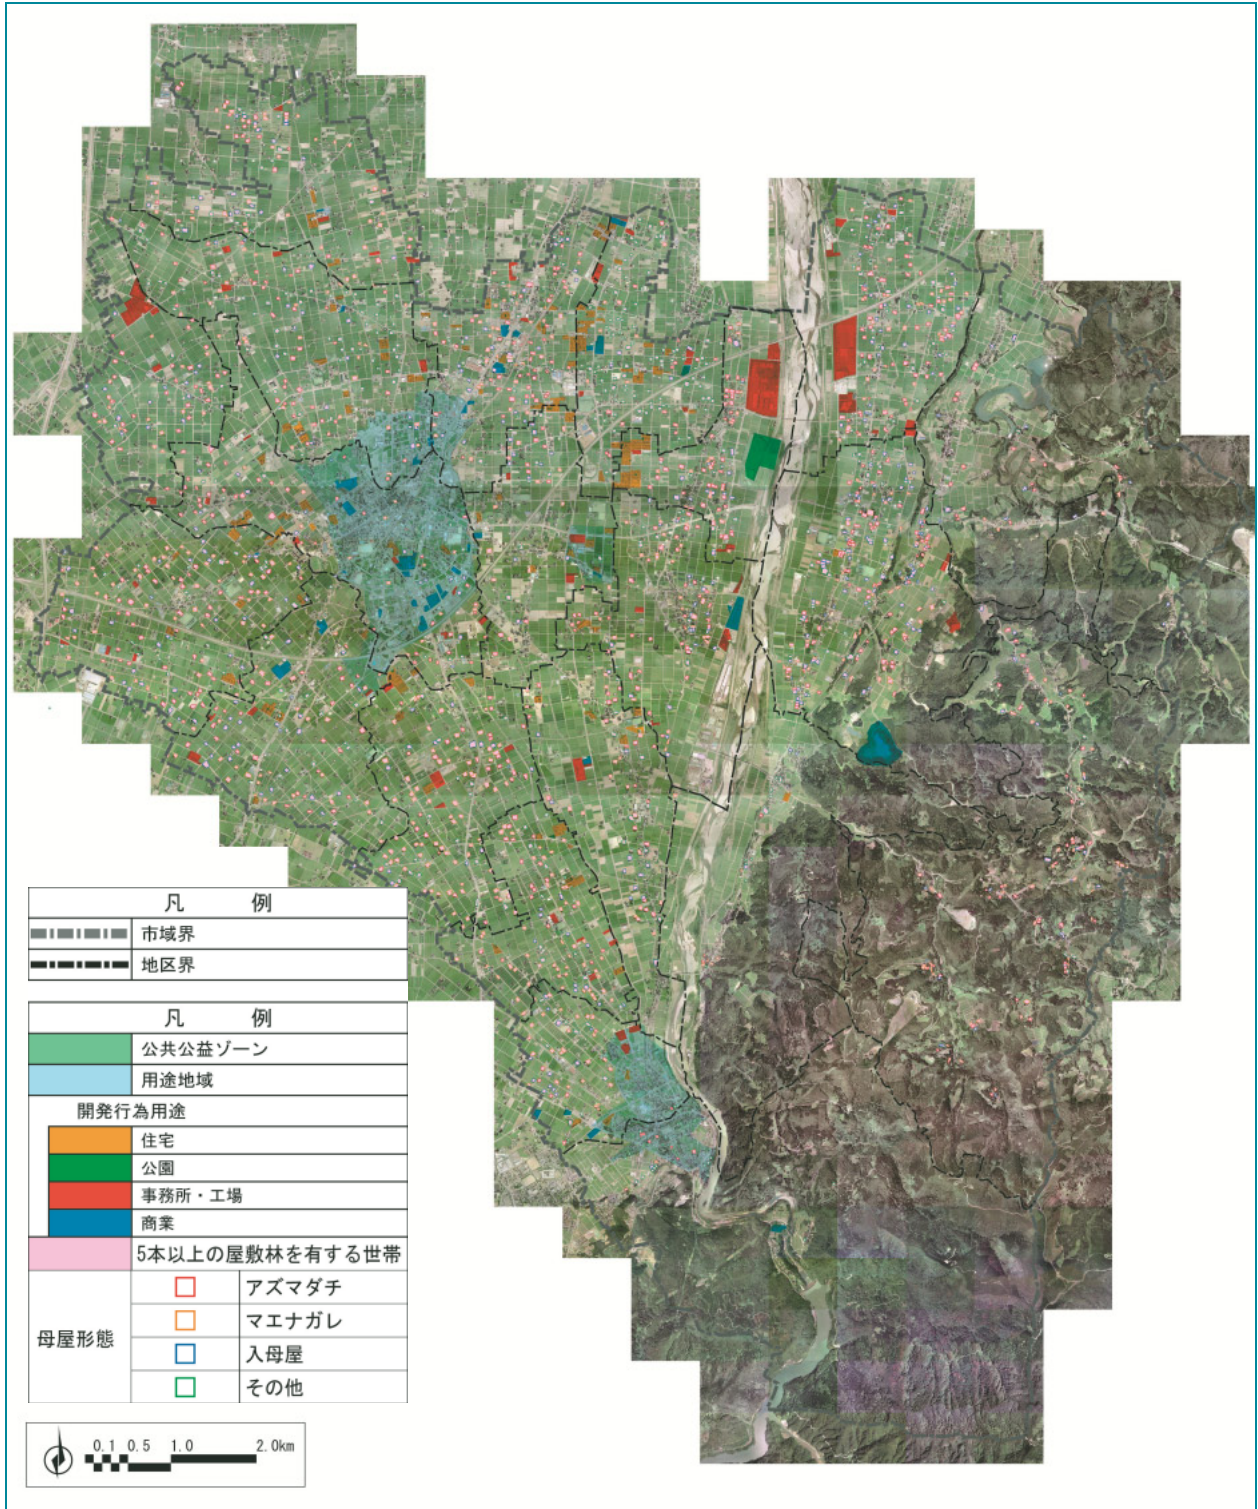 凡 例
市域界
地区界
凡 例
公共公益ゾーン
用途地域
開発行為用途
住宅
公園
事務所・工場
商業
5本以上の屋敷林を有する世帯
母屋形態
アズマダチ
マエナガレ
入母屋
その他
0.1 0.5 1.0 2.0km